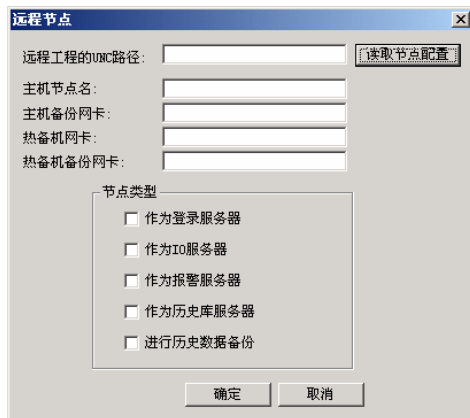 远程节点
远程工程的UNC路径: 读取节点配置
主机节点名:
主机备份网卡:
热备机网卡:
热备机备份网卡:
节点类型
作为登录服务器
作为IO服务器
作为报警服务器
作为历史库服务器
进行历史数据备份
确定 取消